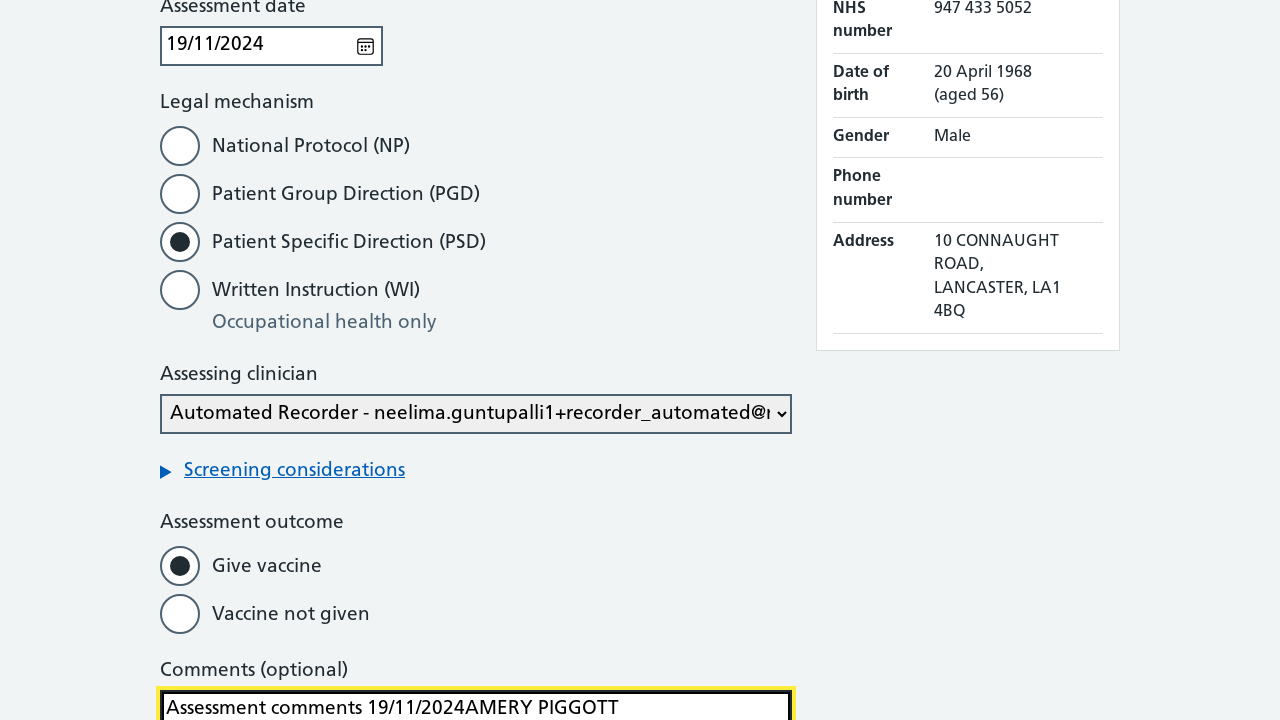 Assessment date
19/11/2024
Legal mechanism
National Protocol (NP)
Patient Group Direction (PGD)
Patient Specific Direction (PSD)
Written Instruction (WI)
Occupational health only
Assessing clinician
Automated Recorder - neelima.guntupalli1+recorder_automated@
Screening considerations
Assessment outcome
Give vaccine
Vaccine not given
Comments (optional)
Assessment comments 19/11/2024AMERY PIGGOTT
NHS
number
947 433 5052
Date of
birth
20 April 1968
(aged 56)
Gender
Male
Phone
number
Address
10 CONNAUGHT
ROAD,
LANCASTER, LA1
4BQ